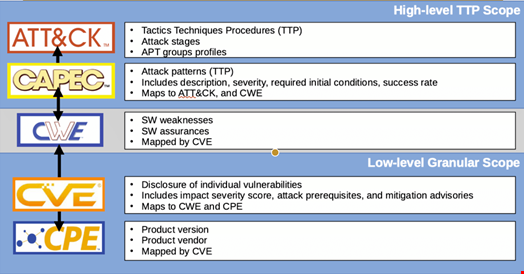 High-level TTP Scope
ATT&CK™
• Tactics Techniques Procedures (TTP)
• Attack stages
• APT groups profiles
CAPEC™
• Attack patterns (TTP)
• Includes description, severity, required initial conditions, success rate
• Maps to ATT&CK, and CWE
CWE
• SW weaknesses
• SW assurances
• Mapped by CVE
Low-level Granular Scope
CVE
• Disclosure of individual vulnerabilities
• Includes impact severity score, attack prerequisites, and mitigation advisories
• Maps to CWE and CPE
CPE
• Product version
• Product vendor
• Mapped by CVE